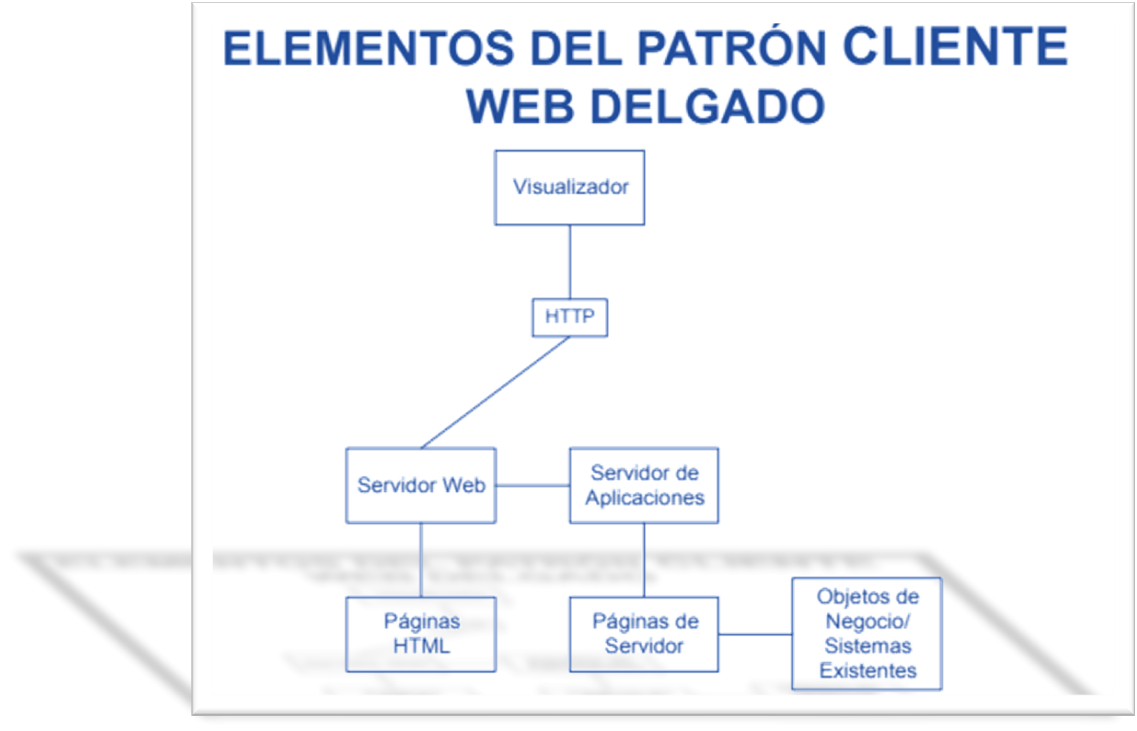 ELEMENTOS DEL PATRÓN CLIENTE
WEB DELGADO
Visualizador
HTTP
Servidor Web
Servidor de
Aplicaciones
Páginas
HTML
Páginas de
Servidor
Objetos de
Negocio/
Sistemas
Existentes